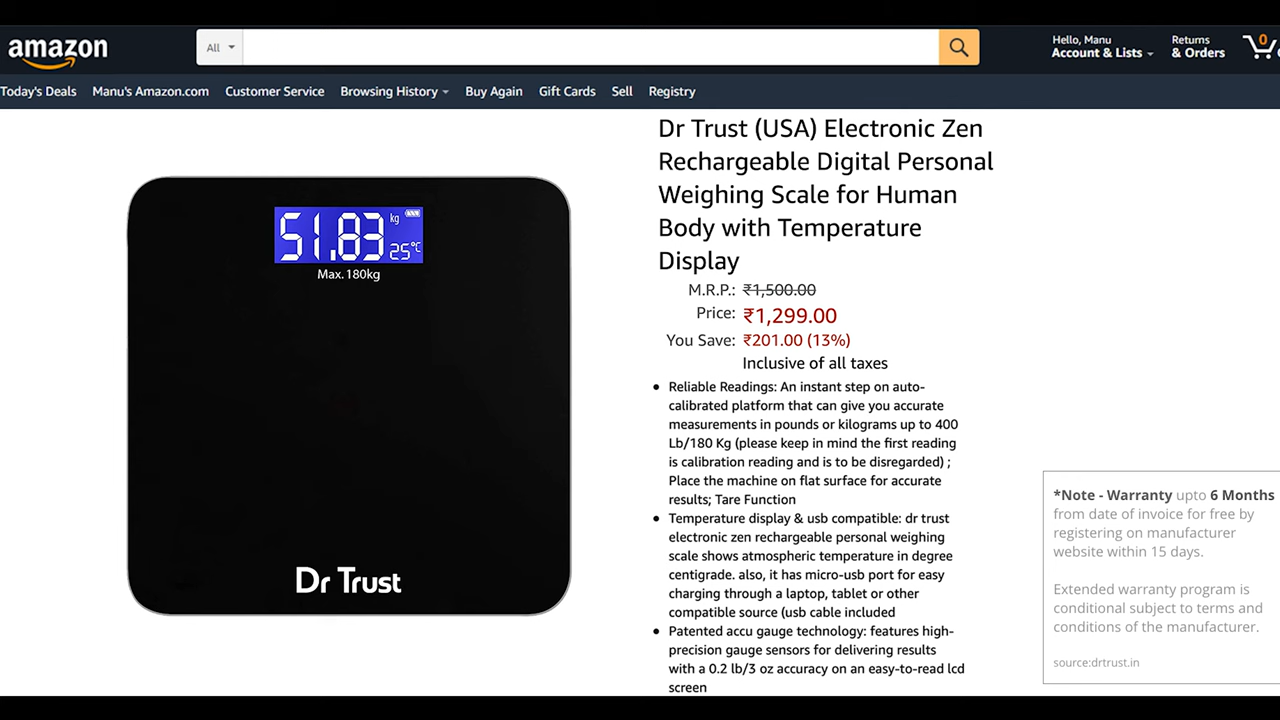 amazon
All
Hello, Manu
Account & Lists
Returns
& Orders
0
Today's Deals
Manu's Amazon.com
Customer Service
Browsing History
Buy Again
Gift Cards
Sell
Registry
51.83 kg
25°C
Max. 180kg
Dr Trust
Dr Trust (USA) Electronic Zen
Rechargeable Digital Personal
Weighing Scale for Human
Body with Temperature
Display
M.R.P.: ₹1,500.00
Price: ₹1,299.00
You Save: ₹201.00 (13%)
Inclusive of all taxes
• Reliable Readings: An instant step on auto-
calibrated platform that can give you accurate
measurements in pounds or kilograms up to 400
Lb/180 Kg (please keep in mind the first reading
is calibration reading and is to be disregarded) ;
Place the machine on flat surface for accurate
results; Tare Function
• Temperature display & usb compatible: dr trust
electronic zen rechargeable personal weighing
scale shows atmospheric temperature in degree
centigrade. also, it has micro-usb port for easy
charging through a laptop, tablet or other
compatible source (usb cable included
• Patented accu gauge technology: features high-
precision gauge sensors for delivering results
with a 0.2 lb/3 oz accuracy on an easy-to-read lcd
screen
*Note - Warranty upto 6 Months
from date of invoice for free by
registering on manufacturer
website within 15 days.
Extended warranty program is
conditional subject to terms and
conditions of the manufacturer.
source:drtrust.in